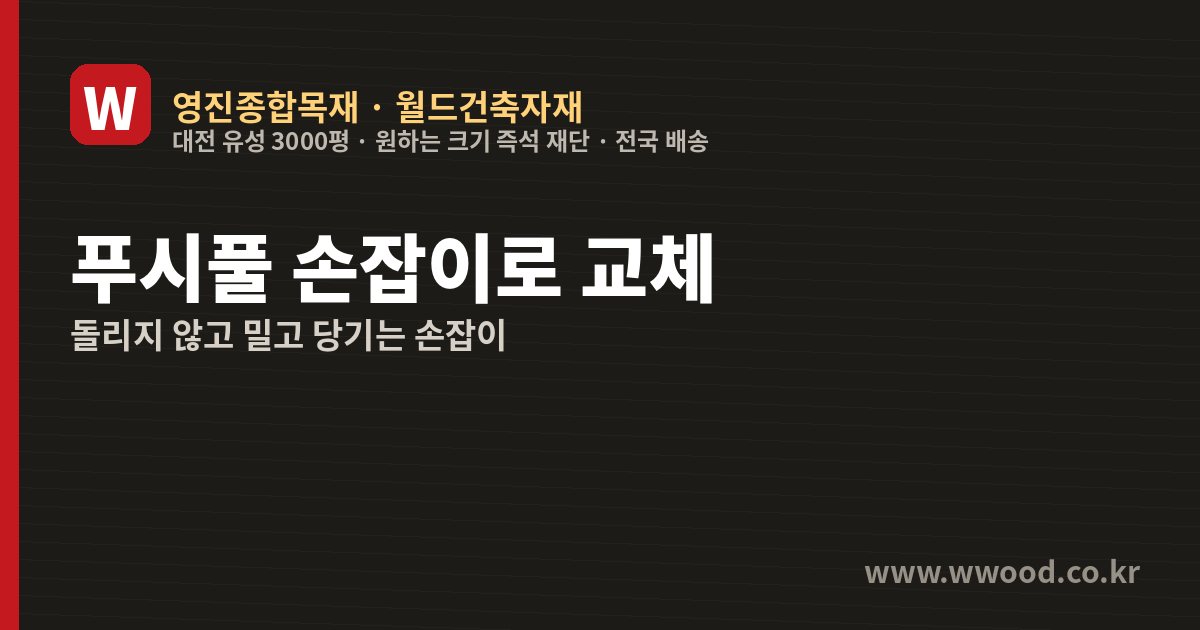 W
영진종합목재 · 월드건축자재
대전 유성 3000평 · 원하는 크기 즉석 재단 · 전국 배송
푸시풀 손잡이로 교체
돌리지 않고 밀고 당기는 손잡이
www.wwood.co.kr